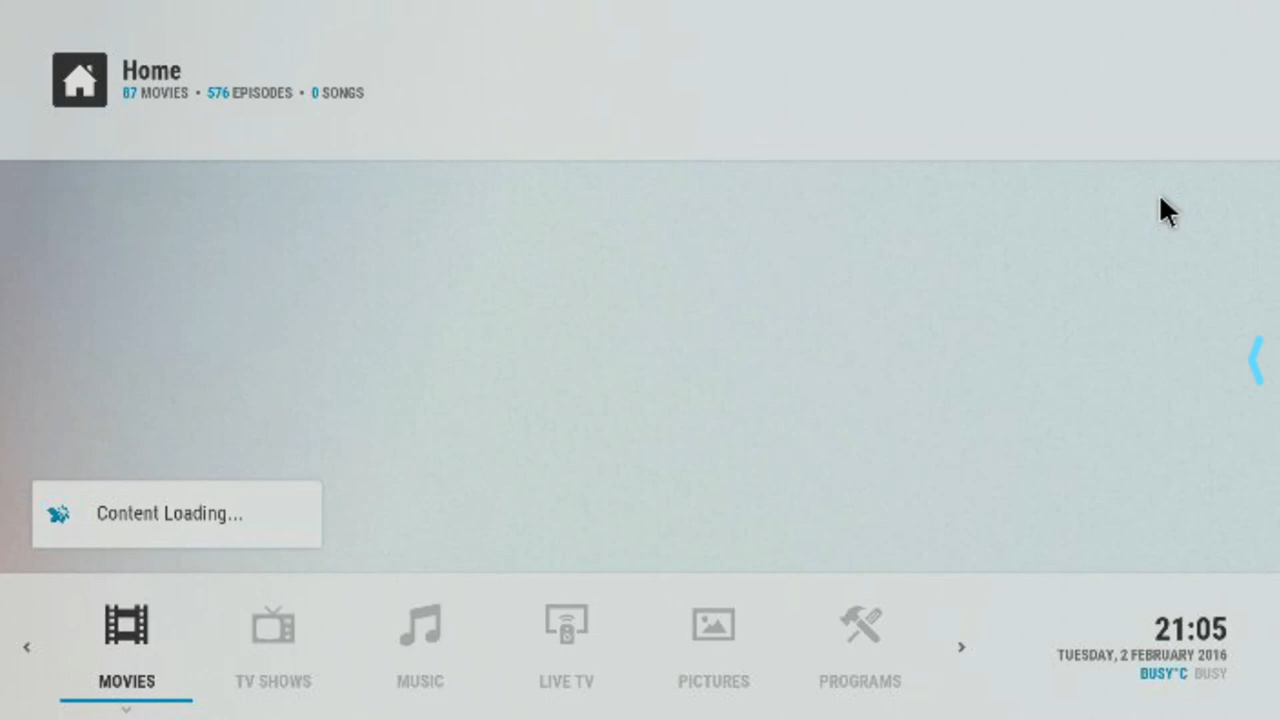 Home
87 MOVIES • 576 EPISODES • 0 SONGS
Content Loading...
MOVIES
TV SHOWS
MUSIC
LIVE TV
PICTURES
PROGRAMS
21:05
TUESDAY, 2 FEBRUARY 2016
BUSY°C BUSY